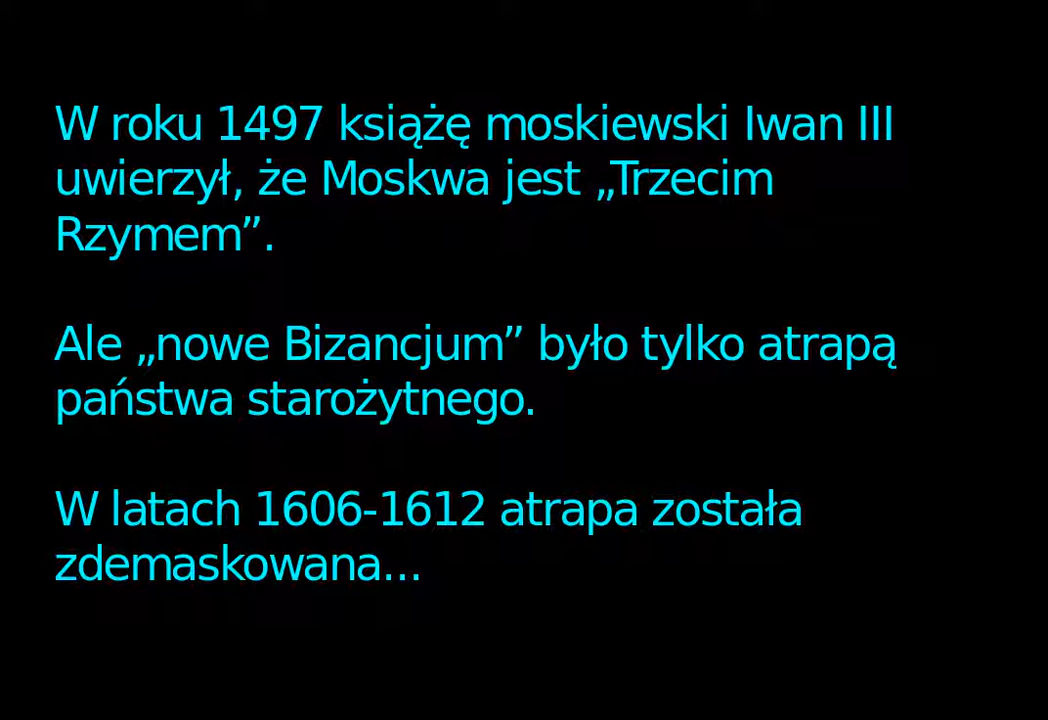 W roku 1497 książę moskiewski Iwan III
uwierzył, że Moskwa jest „Trzecim
Rzymem”.
Ale „nowe Bizancjum” było tylko atrapą
państwa starożytnego.
W latach 1606-1612 atrapa została
zdemaskowana...